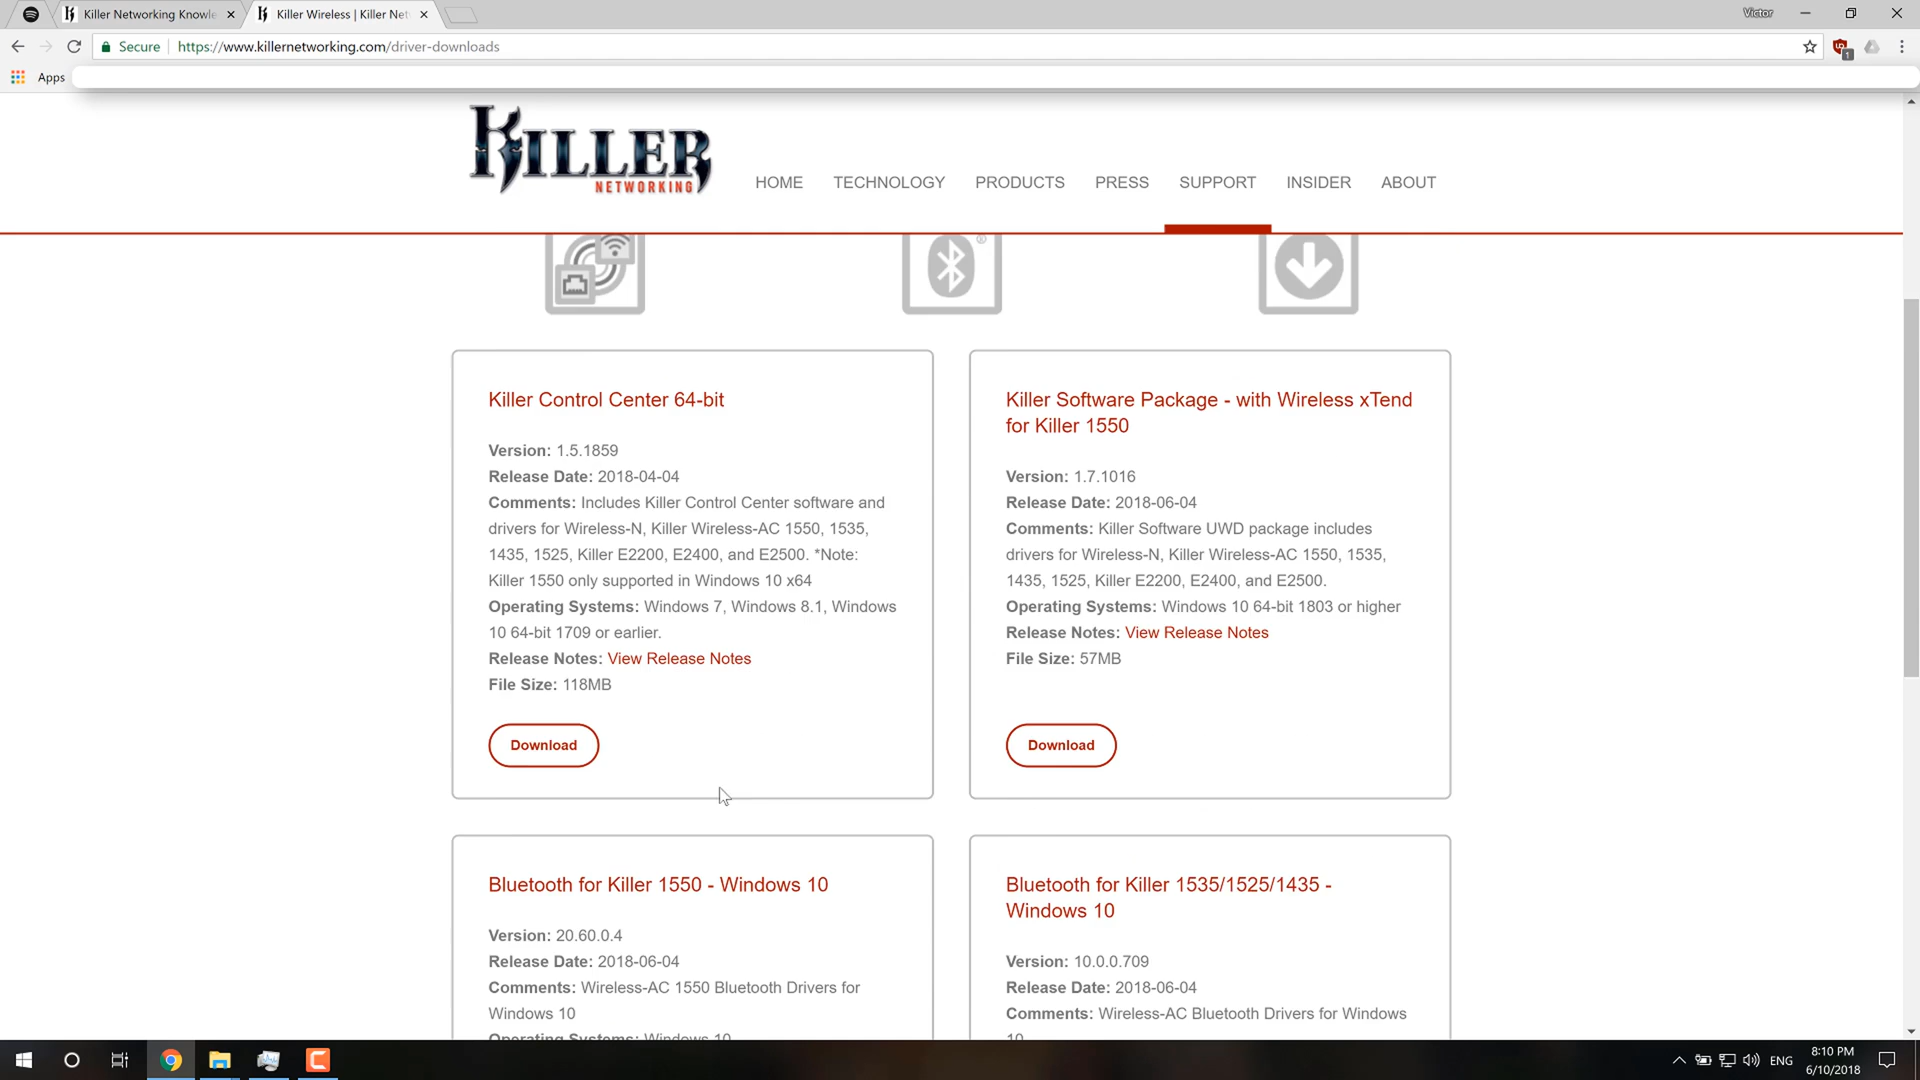 Killer Networking Knowle
Killer Wireless | Killer Net
Victor
Secure
https://www.killernetworking.com/driver-downloads
1
Apps
KILLER
NETWORKING
HOME TECHNOLOGY PRODUCTS PRESS SUPPORT INSIDER ABOUT
Killer Control Center 64-bit
Version: 1.5.1859
Release Date: 2018-04-04
Comments: Includes Killer Control Center software and
drivers for Wireless-N, Killer Wireless-AC 1550, 1535,
1435, 1525, Killer E2200, E2400, and E2500. *Note:
Killer 1550 only supported in Windows 10 x64
Operating Systems: Windows 7, Windows 8.1, Windows
10 64-bit 1709 or earlier.
Release Notes: View Release Notes
File Size: 118MB
Download
Killer Software Package - with Wireless xTend
for Killer 1550
Version: 1.7.1016
Release Date: 2018-06-04
Comments: Killer Software UWD package includes
drivers for Wireless-N, Killer Wireless-AC 1550, 1535,
1435, 1525, Killer E2200, E2400, and E2500.
Operating Systems: Windows 10 64-bit 1803 or higher
Release Notes: View Release Notes
File Size: 57MB
Download
Bluetooth for Killer 1550 - Windows 10
Version: 20.60.0.4
Release Date: 2018-06-04
Comments: Wireless-AC 1550 Bluetooth Drivers for
Windows 10
Operating Systems: Windows 10
Bluetooth for Killer 1535/1525/1435 -
Windows 10
Version: 10.0.0.709
Release Date: 2018-06-04
Comments: Wireless-AC Bluetooth Drivers for Windows
10
ENG
8:10 PM
6/10/2018